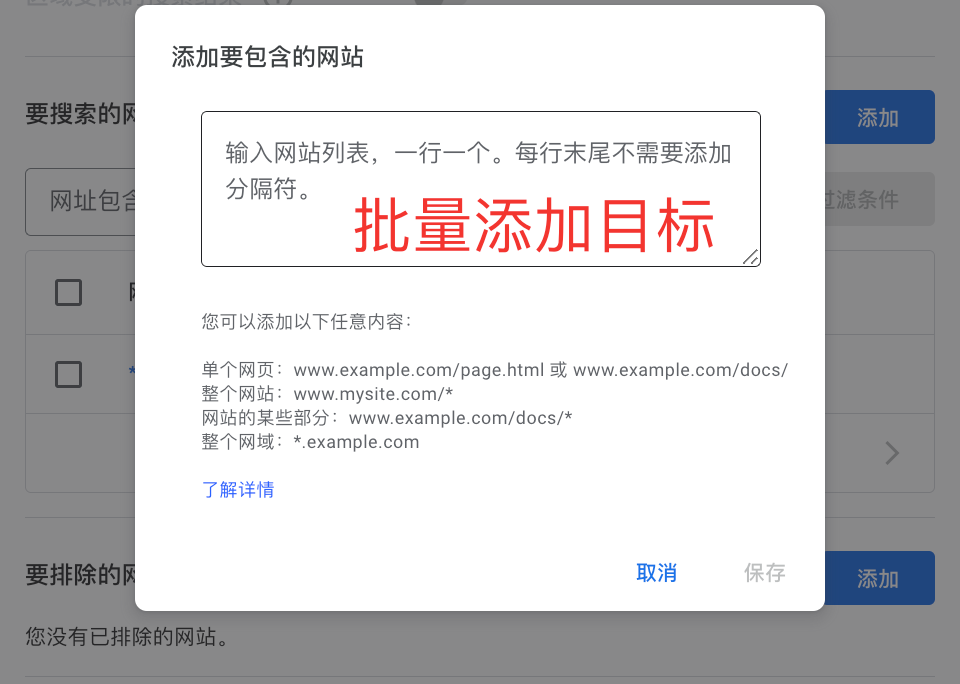 添加要包含的网站
要搜索的网
添加
输入网站列表，一行一个。每行末尾不需要添加
分隔符。
批量添加目标
网址包含
过滤条件
您可以添加以下任意内容：
单个网页：www.example.com/page.html 或 www.example.com/docs/
整个网站：www.mysite.com/*
网站的某些部分：www.example.com/docs/*
整个网域：*.example.com
了解详情
取消
保存
要排除的网
添加
您没有已排除的网站。